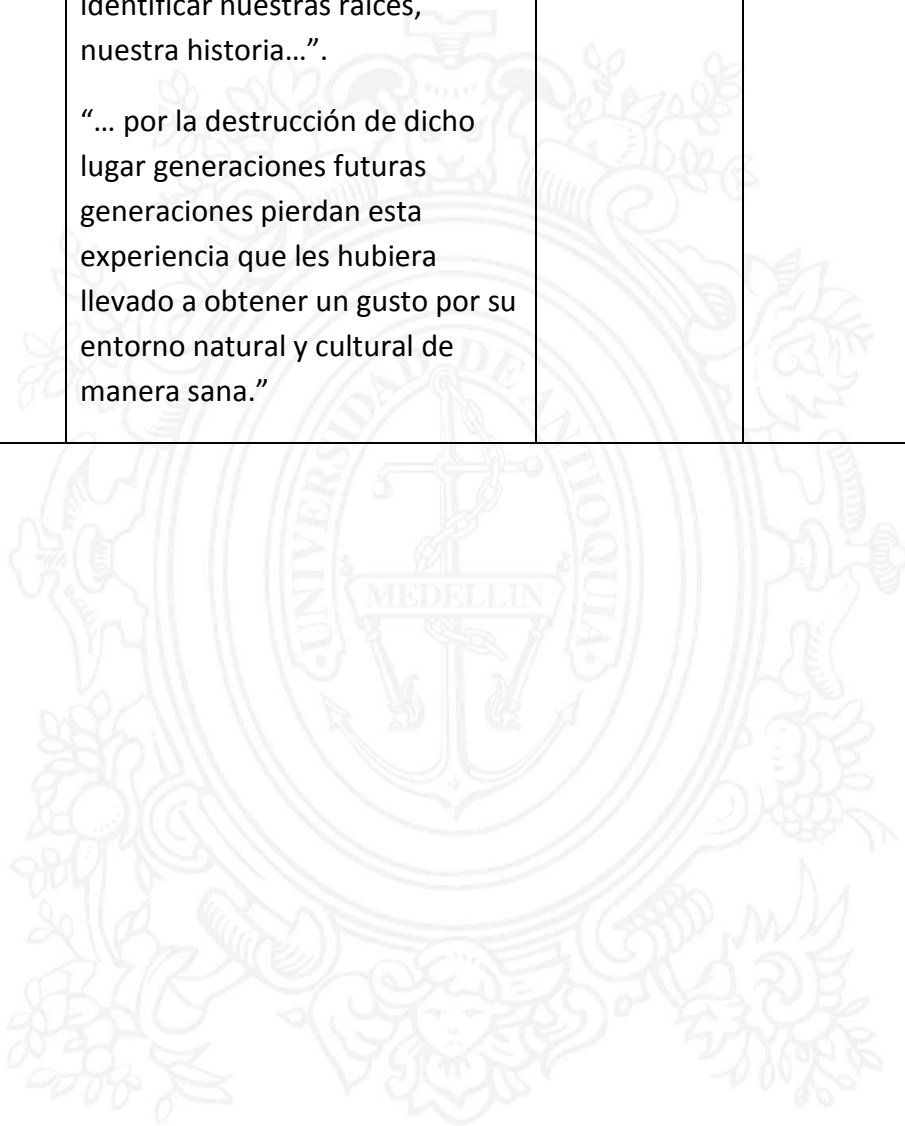 identificar nuestras raíces,
nuestra historia…”.
“… por la destrucción de dicho
lugar generaciones futuras
generaciones pierdan esta
experiencia que les hubiera
llevado a obtener un gusto por su
entorno natural y cultural de
manera sana.”
UNIVERSIDAD DE ANTIOQUIA
MEDELLIN